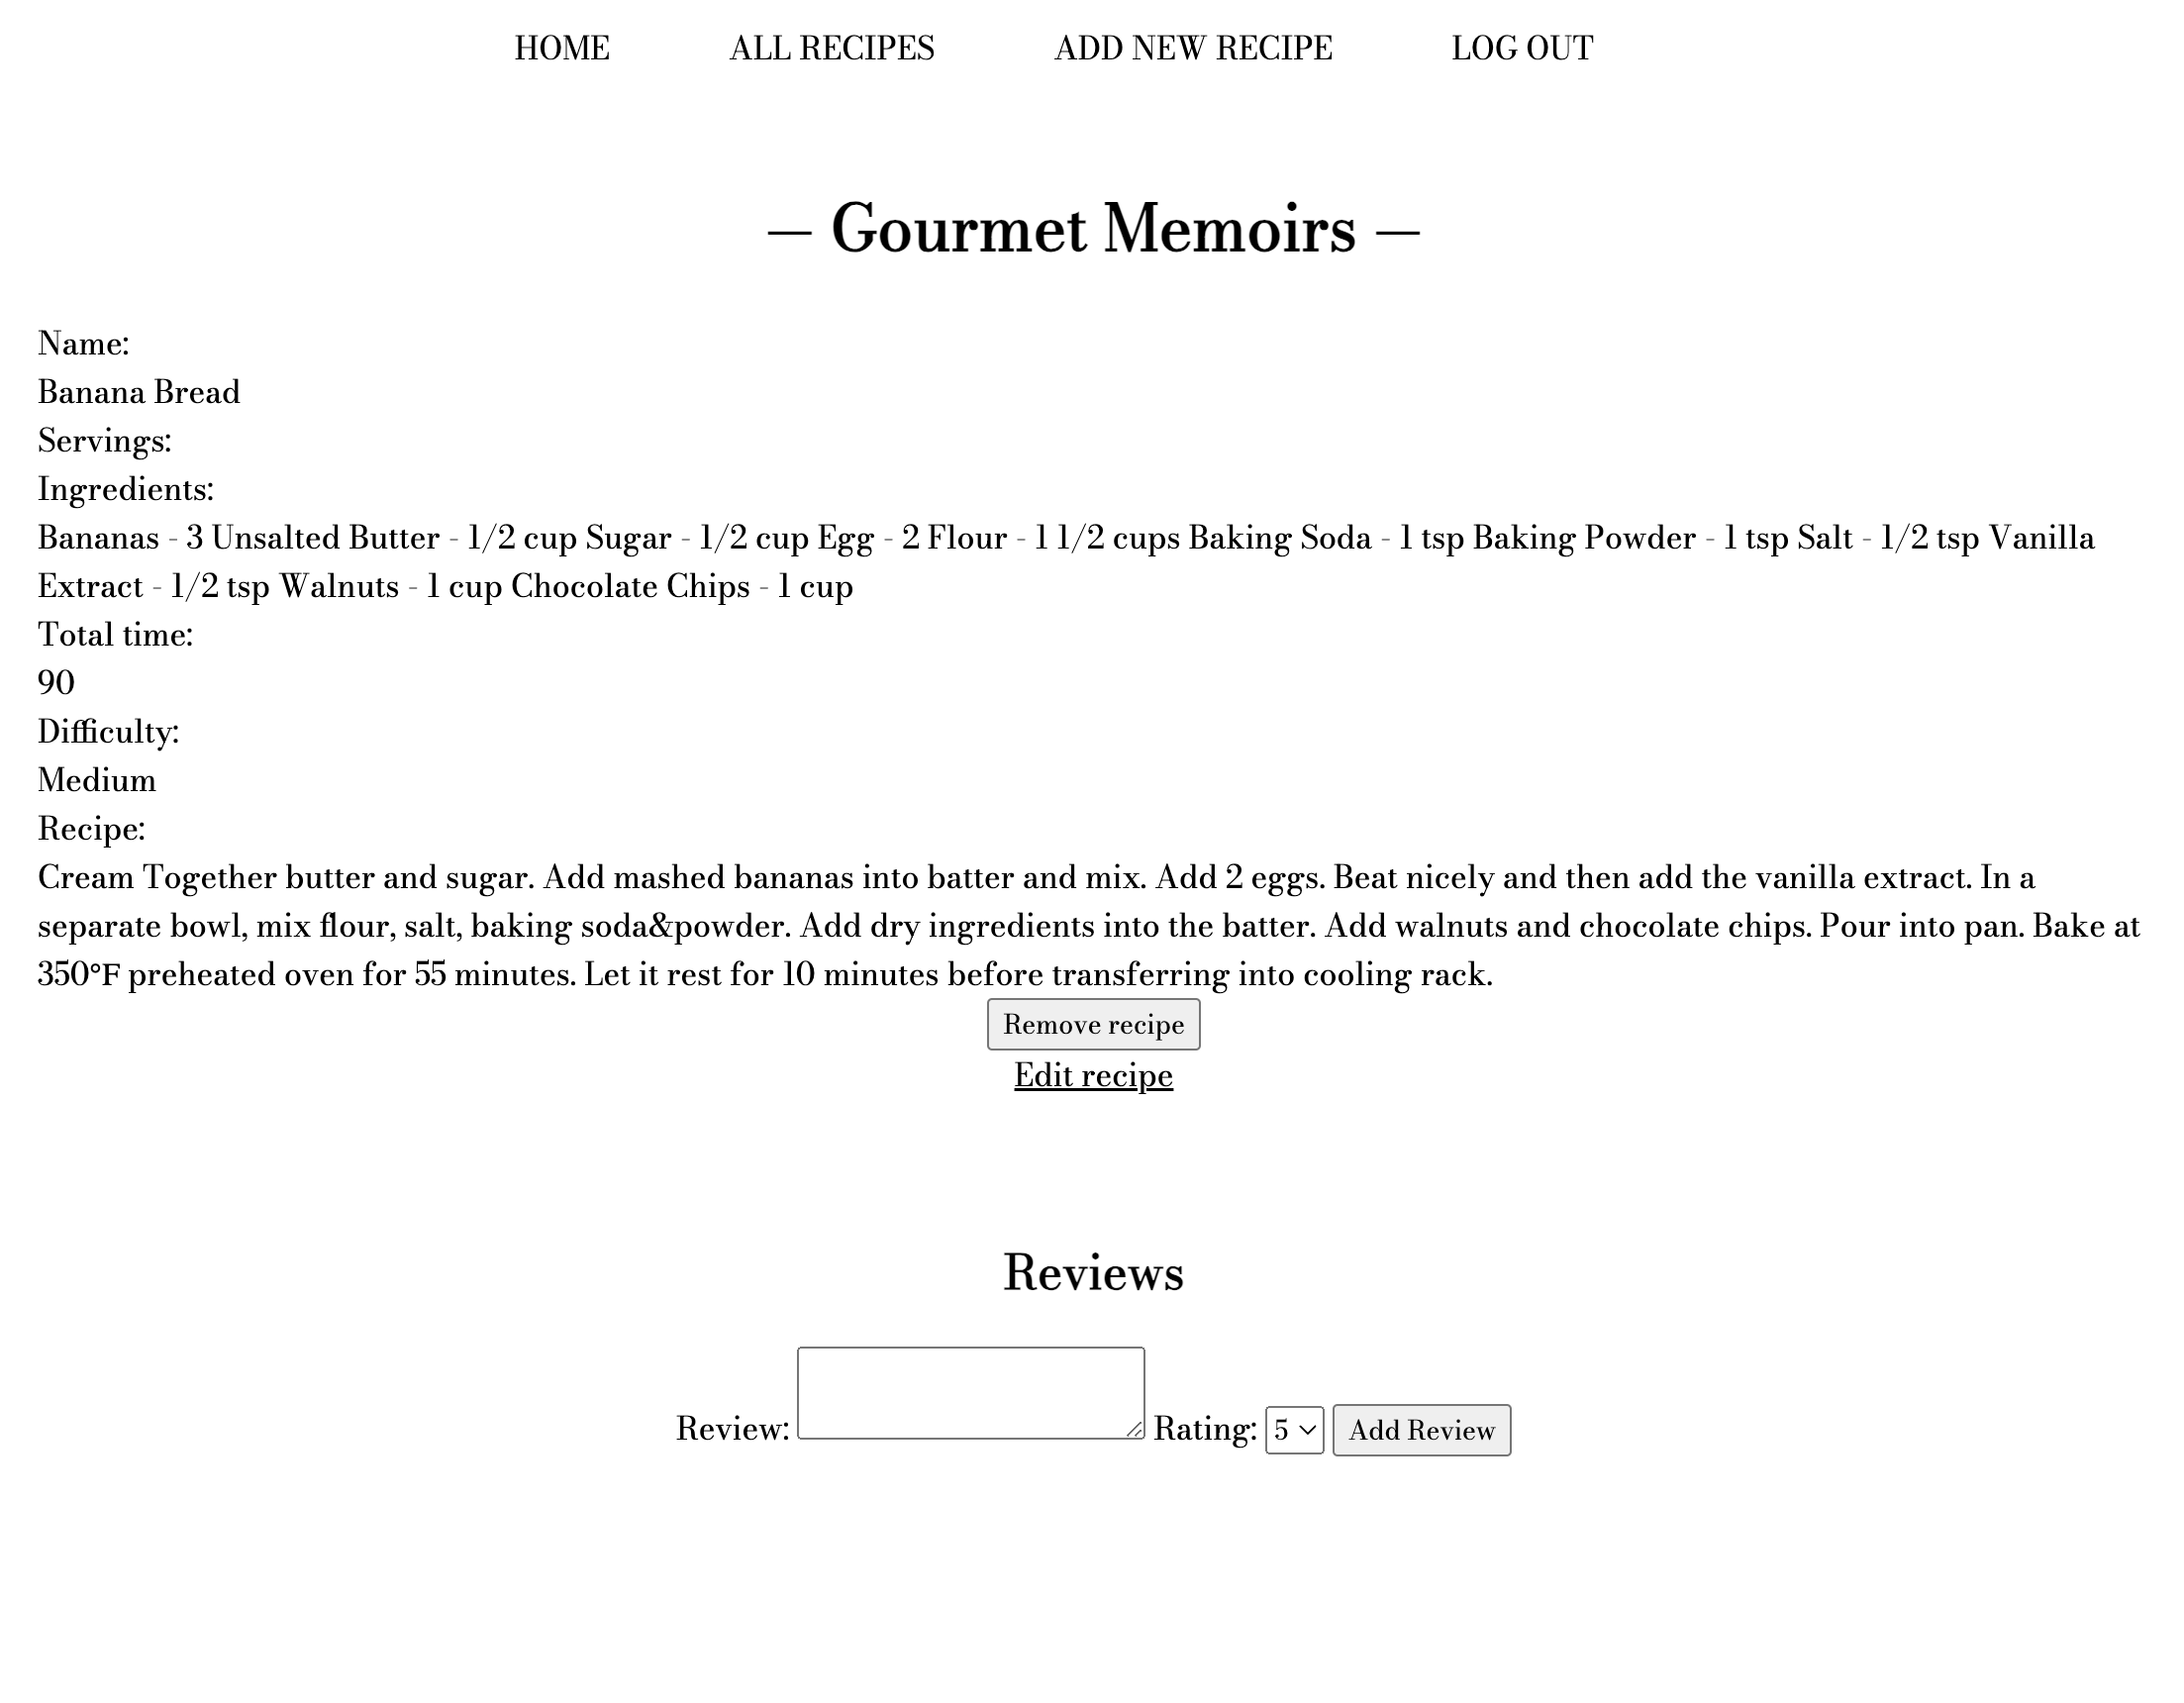 HOME ALL RECIPES ADD NEW RECIPE LOG OUT
— Gourmet Memoirs —
Name:
Banana Bread
Servings:
Ingredients:
Bananas - 3 Unsalted Butter - 1/2 cup Sugar - 1/2 cup Egg - 2 Flour - 1 1/2 cups Baking Soda - 1 tsp Baking Powder - 1 tsp Salt - 1/2 tsp Vanilla
Extract - 1/2 tsp Walnuts - 1 cup Chocolate Chips - 1 cup
Total time:
90
Difficulty:
Medium
Recipe:
Cream Together butter and sugar. Add mashed bananas into batter and mix. Add 2 eggs. Beat nicely and then add the vanilla extract. In a
separate bowl, mix flour, salt, baking soda&powder. Add dry ingredients into the batter. Add walnuts and chocolate chips. Pour into pan. Bake at
350°F preheated oven for 55 minutes. Let it rest for 10 minutes before transferring into cooling rack.
Remove recipe
Edit recipe
Reviews
Review: Rating: 5 Add Review